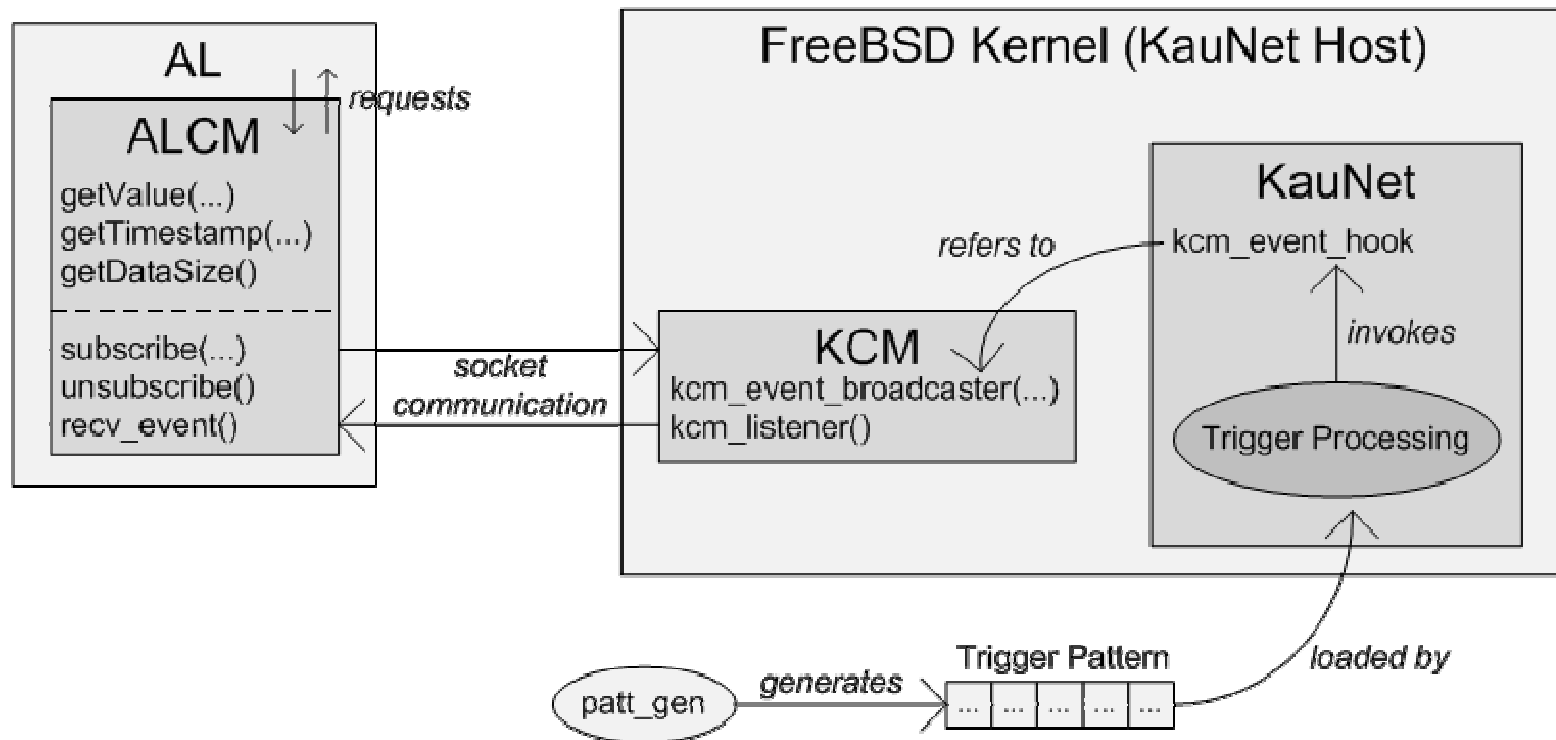 AL
requests
ALCM
getValue(...)
getTimestamp(...)
getDataSize()
subscribe(...)
unsubscribe()
recv_event()
socket
communication
FreeBSD Kernel (KauNet Host)
KCM
kcm_event_broadcaster(...)
kcm_listener()
refers to
KauNet
kcm_event_hook
invokes
Trigger Processing
patt_gen
generates
Trigger Pattern
... ... ... ... ...
loaded by